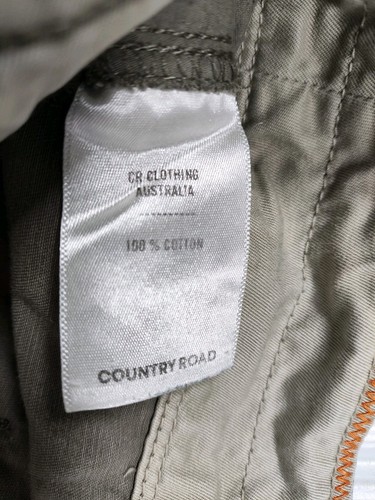 CR CLOTHING
AUSTRALIA
----------
100 % COTTON
COUNTRY ROAD